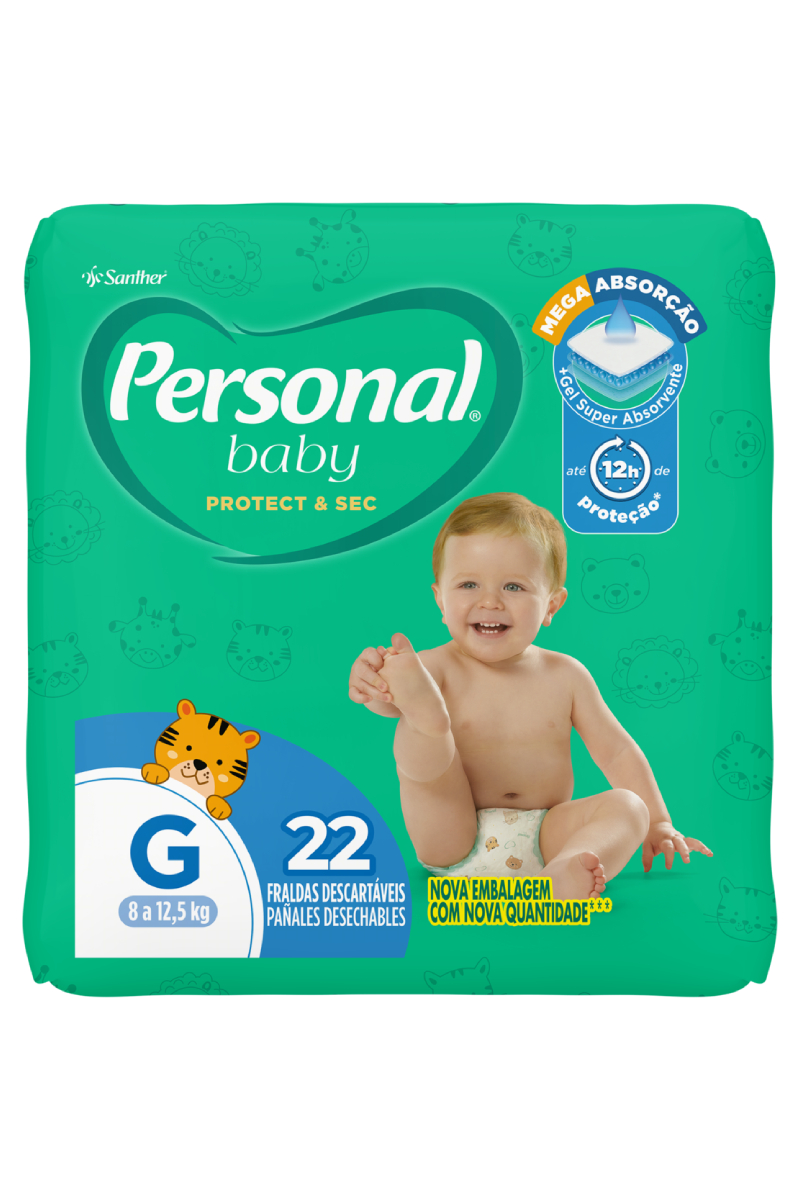 Santher
Personal®
baby
PROTECT & SEC
MEGA ABSORÇÃO
+Gel Super Absorvente
até 12h de
proteção*
G
8 a 12,5 kg
22
FRALDAS DESCARTÁVEIS
PAÑALES DESECHABLES
NOVA EMBALAGEM
COM NOVA QUANTIDADE***